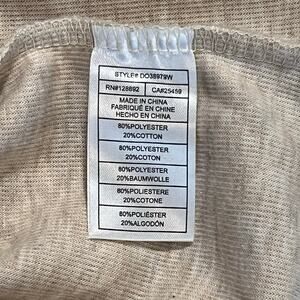 STYLE# DO38979W
RN#128692 CA#25459
MADE IN CHINA
FABRIQUÉ EN CHINE
HECHO EN CHINA
80%POLYESTER
20%COTTON
80%POLYESTER
20%COTON
80%POLYESTER
20%BAUMWOLLE
80%POLIESTERE
20%COTONE
80%POLIÉSTER
20%ALGODÓN